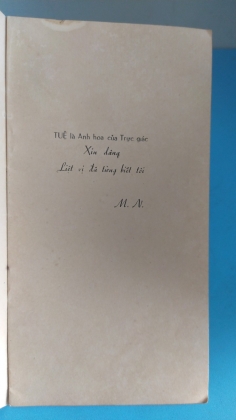 TUỆ là Anh hoa của Trực-giác
Xin dâng
Liệt vị đã từng biết tôi
M. N.